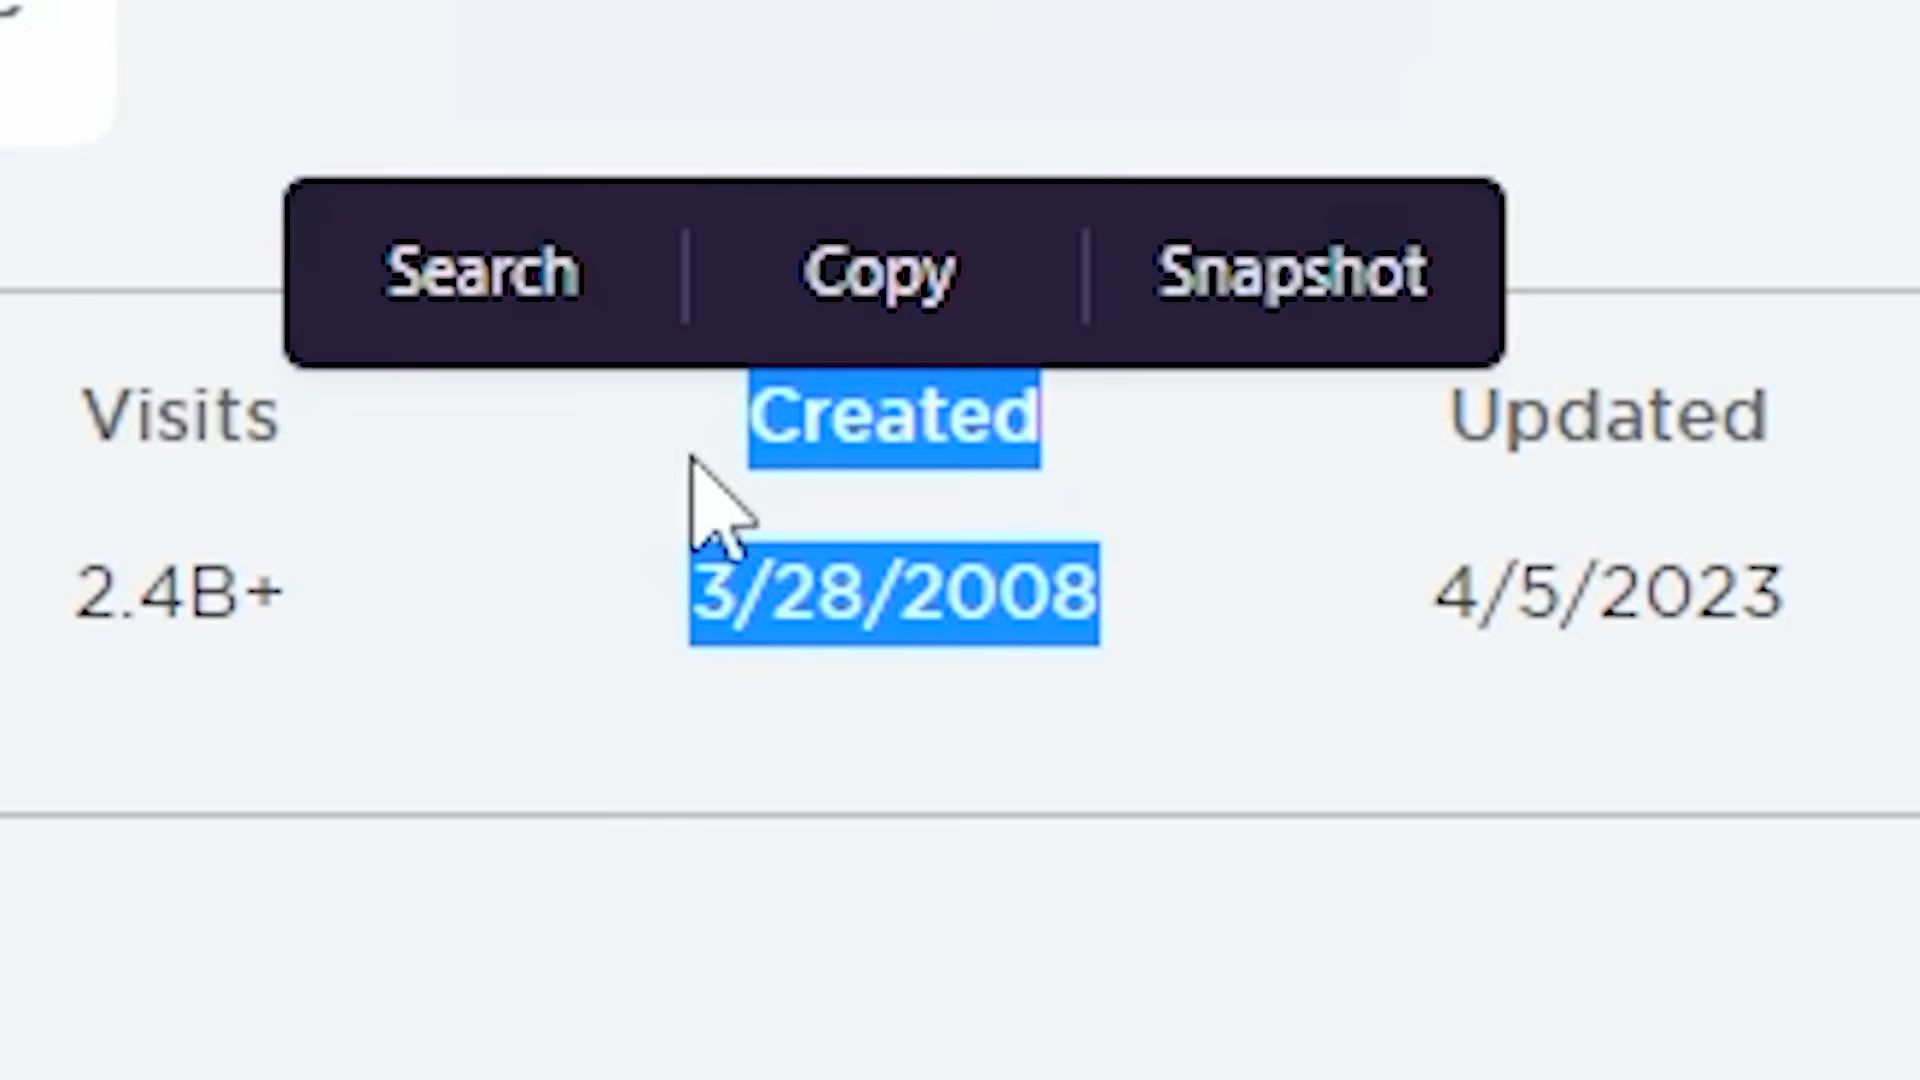 Search Copy Snapshot
Visits Created Updated
2.4B+ 3/28/2008 4/5/2023